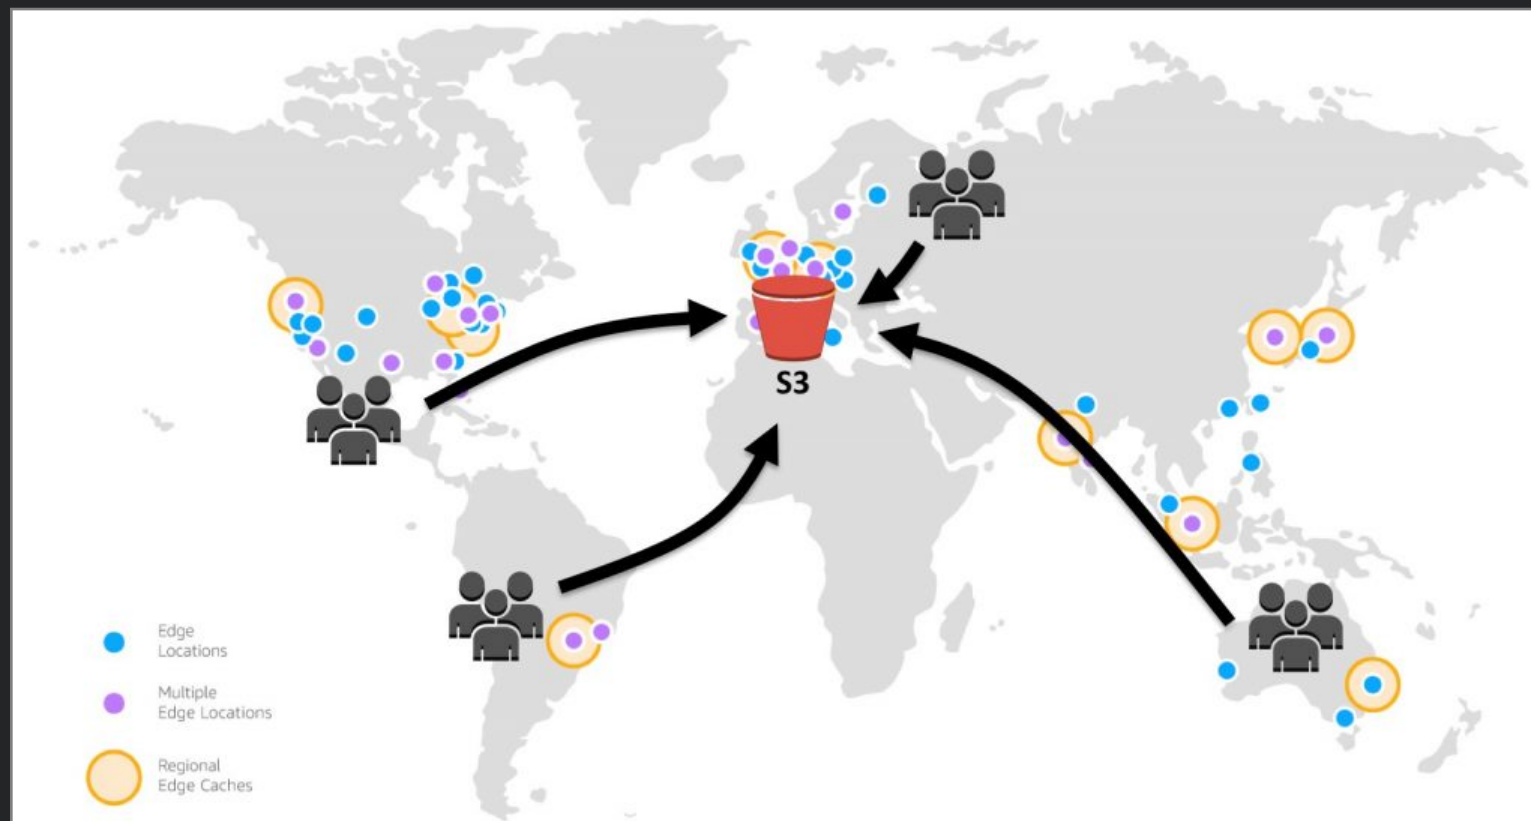 S3
Edge
Locations
Multiple
Edge Locations
Regional
Edge Caches